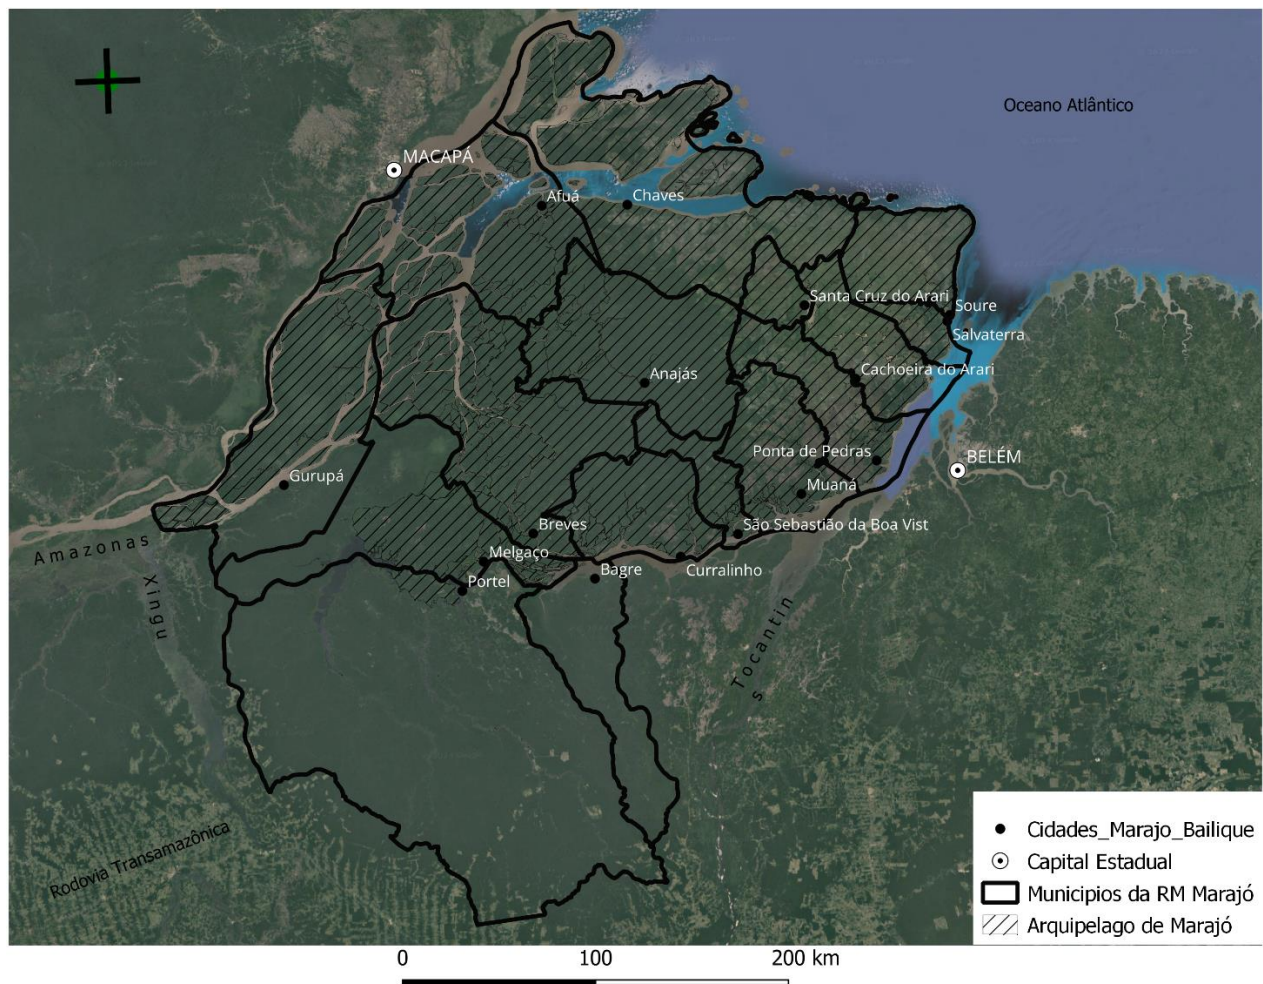 Oceano Atlântico
MACAPÁ
Afuá
Chaves
Santa Cruz do Arari
Soure
Salvaterra
Anajás
Cachoeira do Arari
Ponta de Pedras
BELÉM
Gurupá
Muaná
Breves
São Sebastião da Boa Vist
Amazonas
Melgaço
Bagre
Curralinho
Portel
Xingu
Tocantin
s
Rodovia Transamazônica
Cidades_Marajo_Bailique
Capital Estadual
Municipios da RM Marajó
Arquipelago de Marajó
0 100 200 km